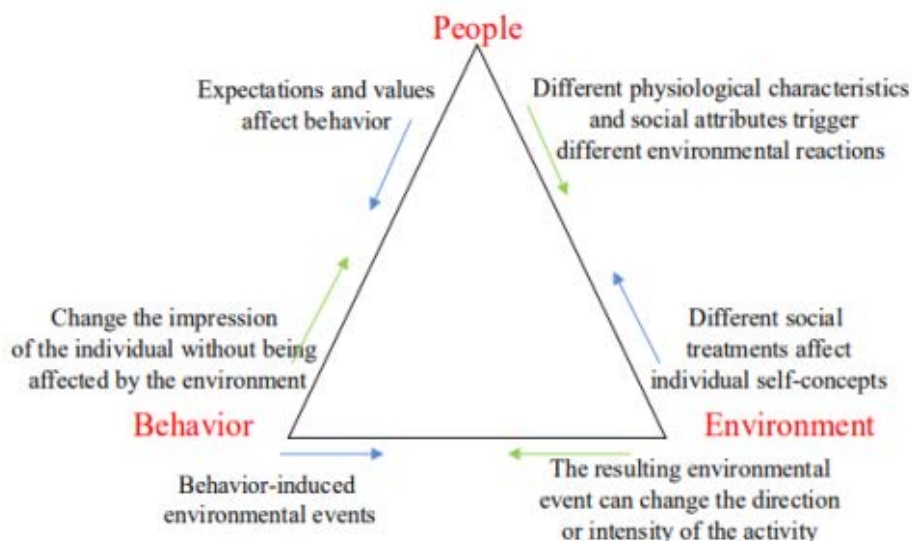 People
Expectations and values
affect behavior
Different physiological characteristics
and social attributes trigger
different environmental reactions
Change the impression
of the individual without being
affected by the environment
Different social
treatments affect
individual self-concepts
Behavior
Environment
Behavior-induced
environmental events
The resulting environmental
event can change the direction
or intensity of the activity